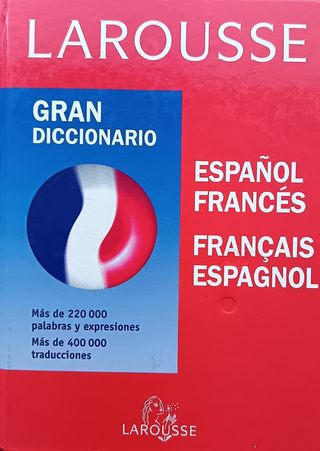 LAROUSSE
GRAN
DICCIONARIO
ESPAÑOL
FRANCÉS
FRANÇAIS
ESPAGNOL
Más de 220 000
palabras y expresiones
Más de 400 000
traducciones
LAROUSSE